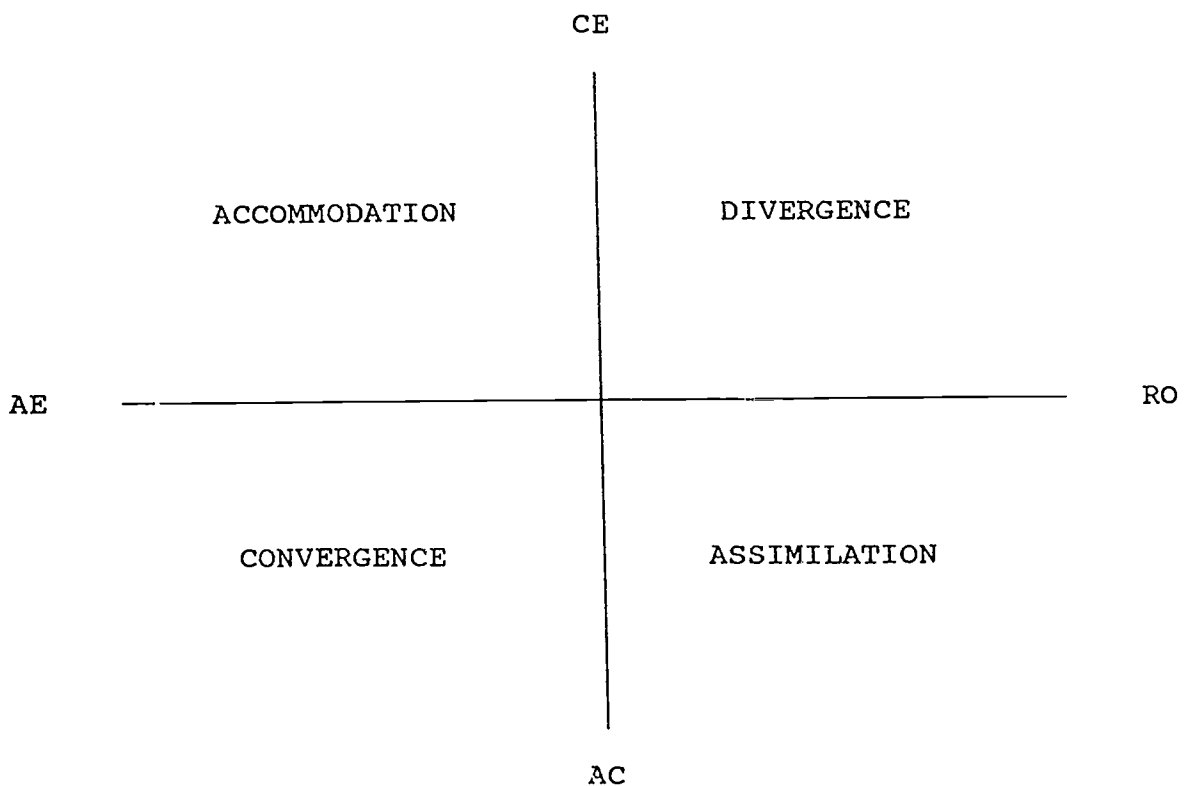 CE
ACCOMMODATION DIVERGENCE
AE RO
CONVERGENCE ASSIMILATION
AC